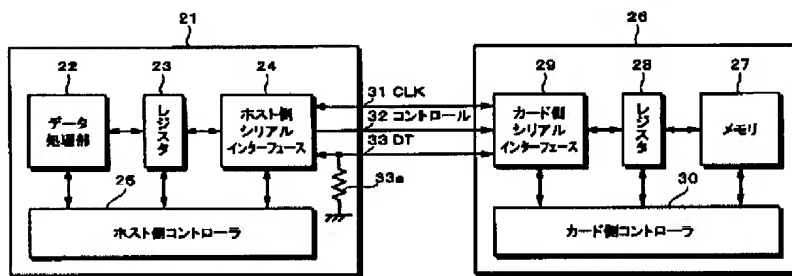 21
26
22
23
24
29
28
27
データ
処理部
レジスタ
ホスト側
シリアル
インターフェース
31 CLK
32 コントロール
33 DT
33a
カード側
シリアル
インターフェース
レジスタ
メモリ
25
ホスト側コントローラ
30
カード側コントローラ